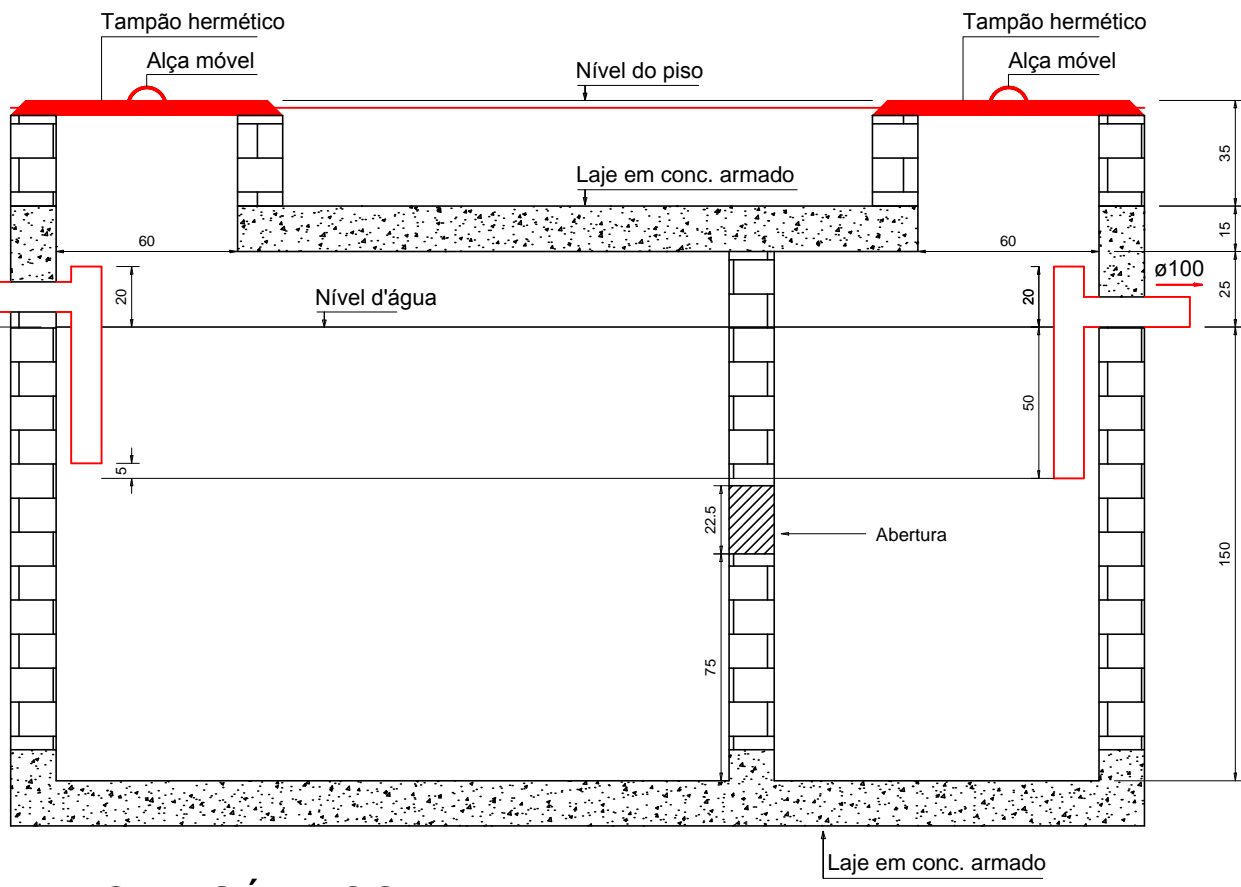 Tampão hermético
Tampão hermético
Alça móvel
Alça móvel
Nível do piso
35
Laje em conc. armado
15
60
60
ø100
20
20
25
Nível d'água
50
5
22.5
Abertura
150
75
Laje em conc. armado